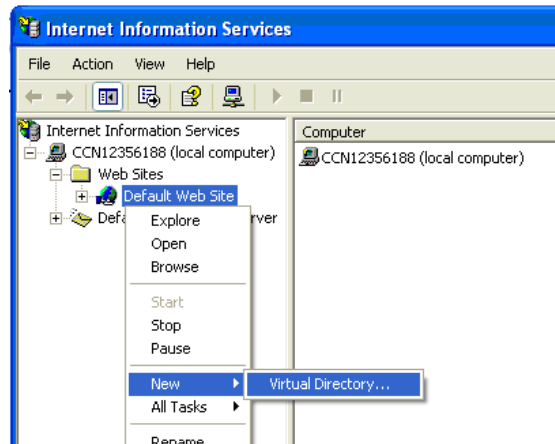 Internet Information Services
File Action View Help
Internet Information Services
CCN12356188 (local computer)
Web Sites
Default Web Site
Explore
Open
Browse
Start
Stop
Pause
New
All Tasks
Rename
Virtual Directory...
Computer
CCN12356188 (local computer)